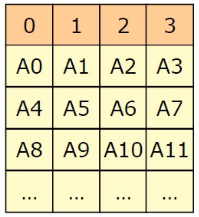 0 1 2 3
A0 A1 A2 A3
A4 A5 A6 A7
A8 A9 A10 A11
... ... ... ...